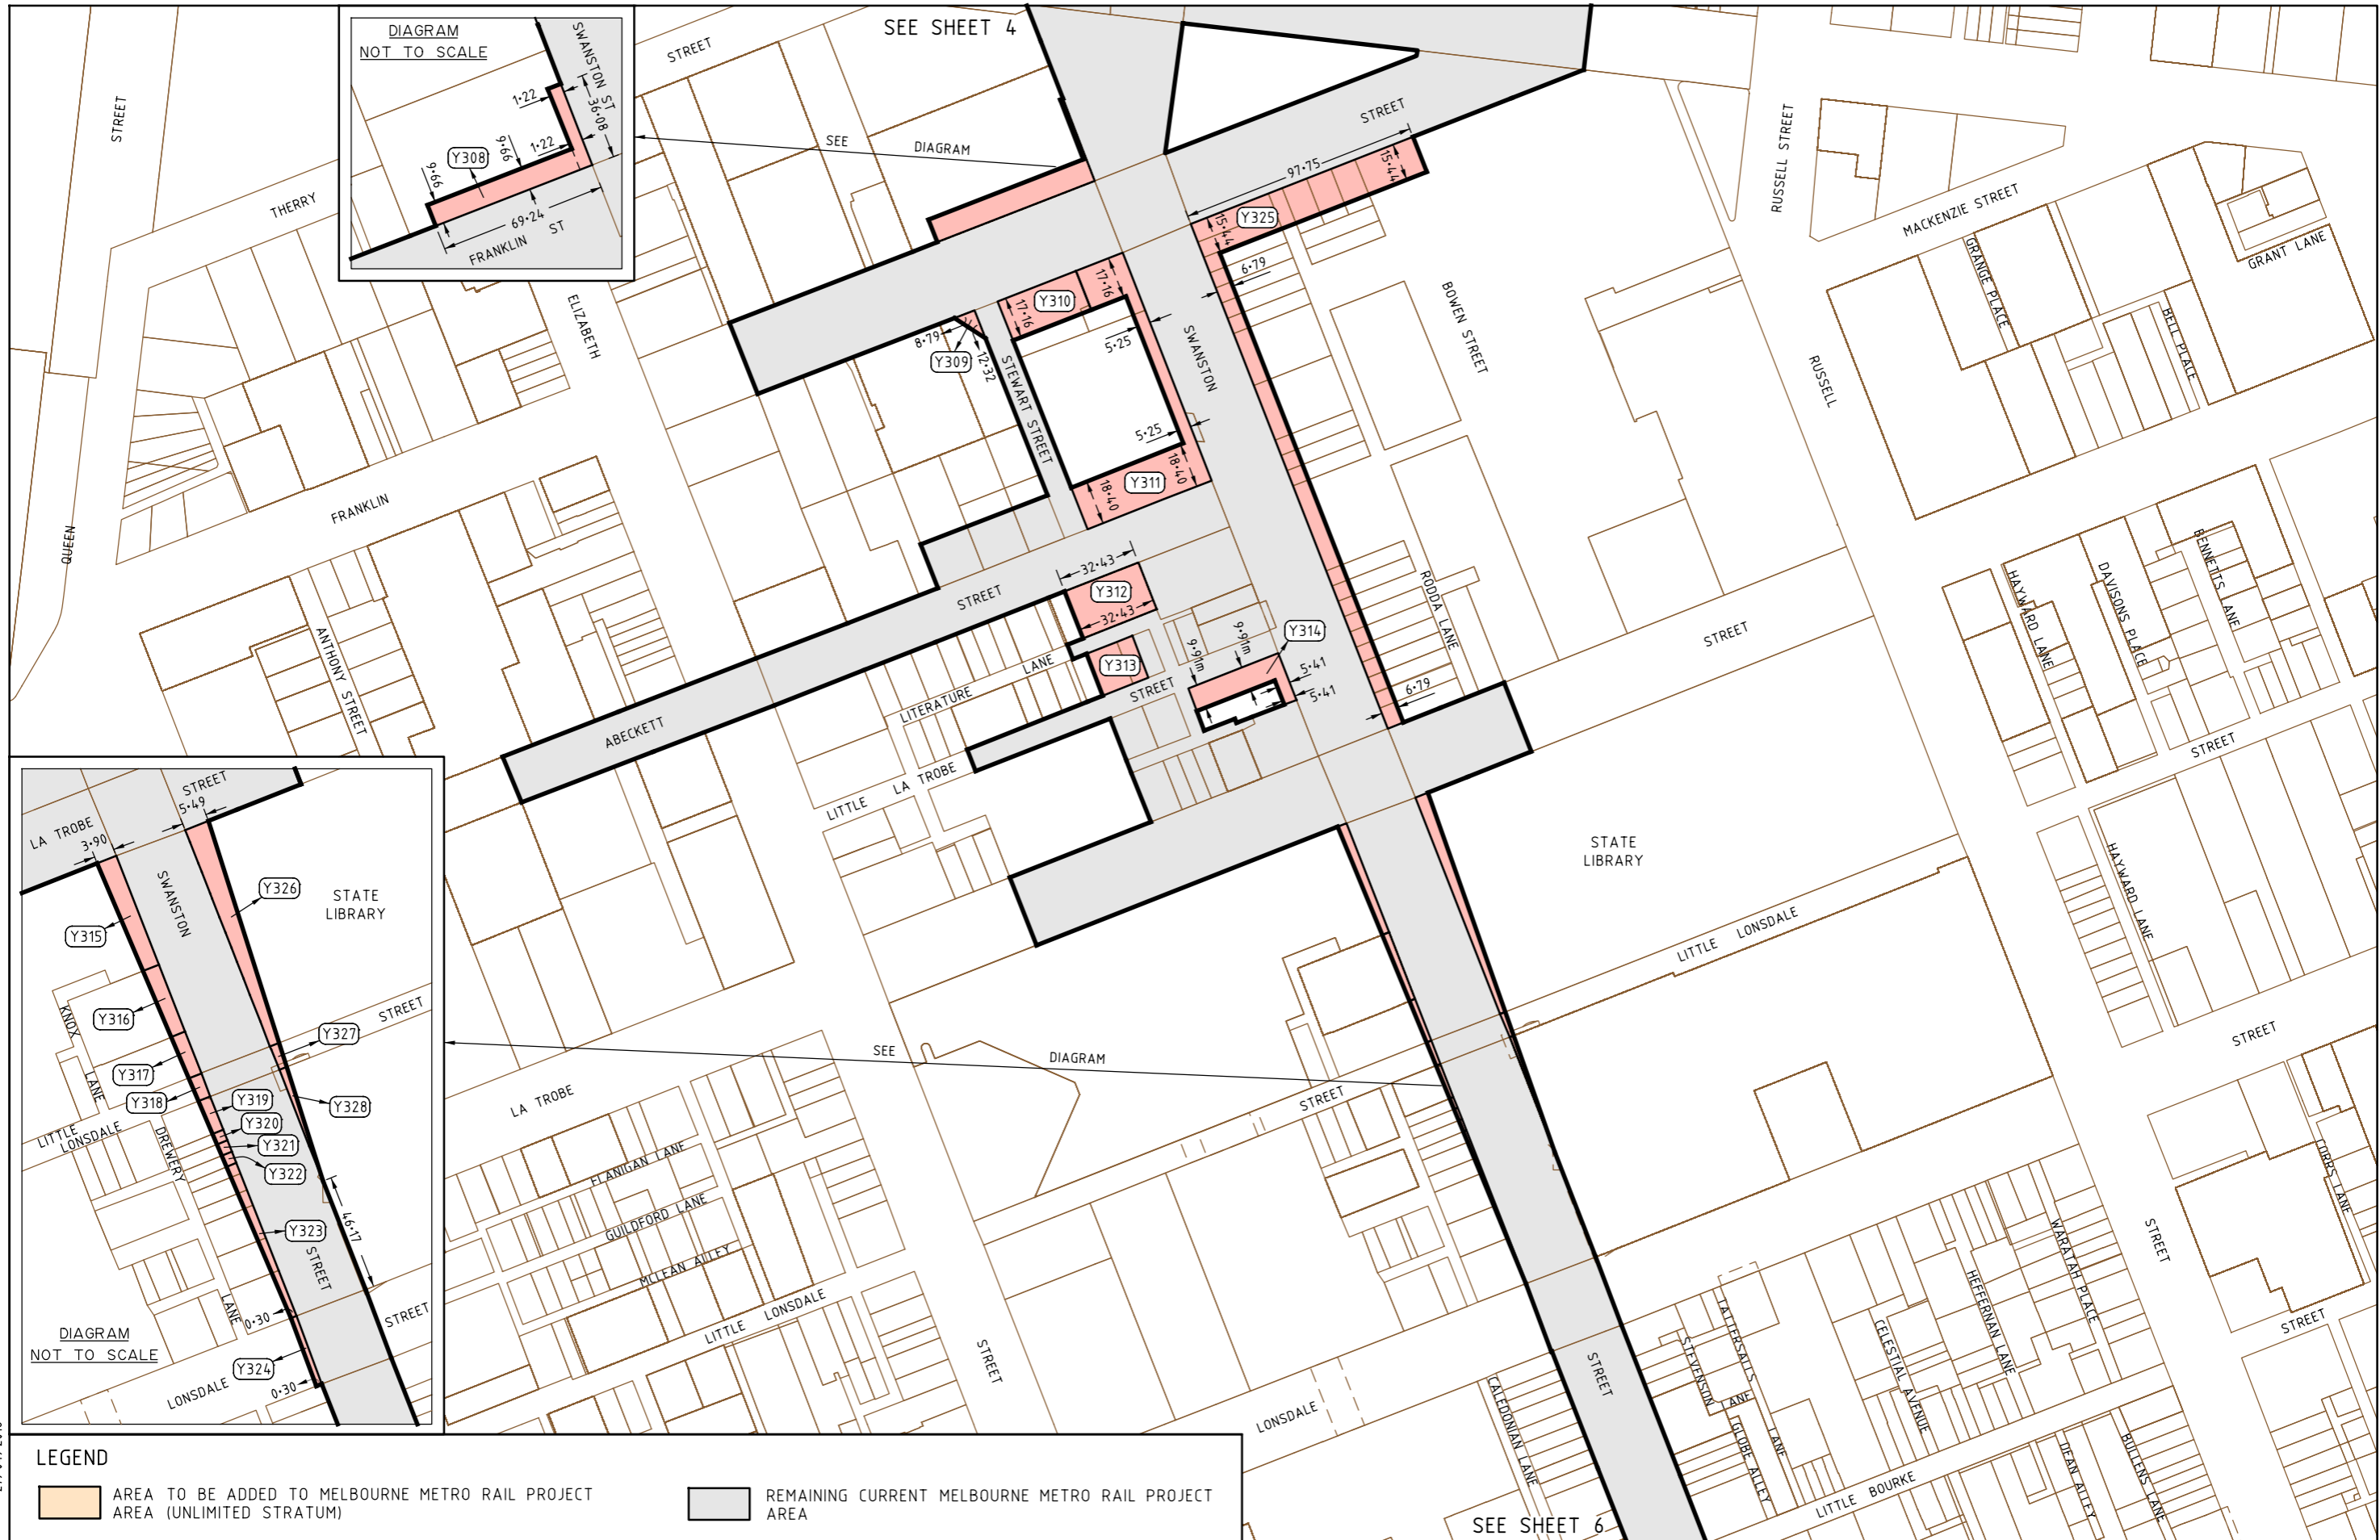 SEE SHEET 4
DIAGRAM
NOT TO SCALE
SWANSTON ST
1·22
36·08
9·66
Y308
9·66
1·22
69·24
FRANKLIN ST
STREET
STREET
THERRY
SEE DIAGRAM
STREET
97·75
15·44
Y325
15·44
6·79
RUSSELL STREET
MACKENZIE STREET
GRANGE PLACE
GRANT LANE
BELL PLACE
ELIZABETH
17·16
Y310
17·16
8·79
Y309
12·32
5·25
STEWART STREET
SWANSTON
BOWEN STREET
RUSSELL
5·25
18·40
Y311
18·40
FRANKLIN
QUEEN
32·43
Y312
32·43
STREET
Y313
LITERATURE LANE
STREET
9·91m
9·91m
Y314
5·41
5·41
6·79
RODDA LANE
STREET
HAYWARD LANE
DAVISONS PLACE
BENNETTS ANE
STREET
ANTHONY STREET
ABECKETT
LITTLE LA TROBE
STATE
LIBRARY
LITTLE LONSDALE
HAYWARD LANE
STREET
STREET
5·49
LA TROBE
3·90
SWANSTON
Y326
STATE
LIBRARY
Y315
KNOX
LANE
Y316
STREET
Y327
Y317
Y318
Y319
Y328
Y320
Y321
Y322
LITTLE
LONSDALE
DREWERY
LANE
Y323
46·17
STREET
0·30
STREET
DIAGRAM
NOT TO SCALE
Y324
LONSDALE
0·30
SEE DIAGRAM
LA TROBE
STREET
FLANIGAN LANE
GUILDFORD LANE
MCLEAN ALLEY
LITTLE LONSDALE
STREET
LONSDALE
CALEDONIAN LANE
STREET
STEVENSON LANE
TATTERSALLS LANE
GLOBE ALLEY
CELESTIAL AVENUE
HEFFERNAN LANE
WARATAH PLACE
STREET
CORRS LANE
STREET
LITTLE BOURKE
DEAN ALLEY
BULLENS LANE
SEE SHEET 6
LEGEND
AREA TO BE ADDED TO MELBOURNE METRO RAIL PROJECT
AREA (UNLIMITED STRATUM)
REMAINING CURRENT MELBOURNE METRO RAIL PROJECT
AREA